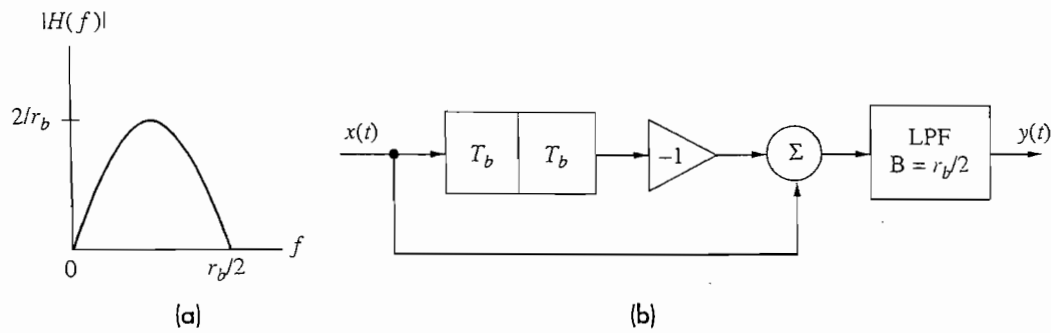 |H(f)|
2/r_b
0
r_b/2
f
(a)
x(t)
T_b
T_b
−1
Σ
LPF
B = r_b/2
y(t)
(b)